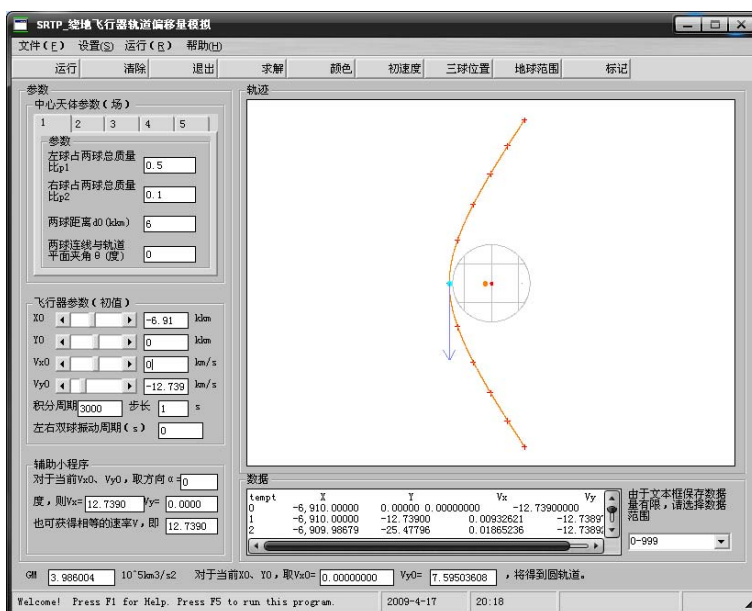 SRTP_绕地飞行器轨道偏移量模拟
文件(F) 设置(S) 运行(R) 帮助(H)
运行 清除 退出 求解 颜色 初速度 三球位置 地球范围 标记
参数
中心天体参数(场)
1 2 3 4 5
参数
左球占两球总质量
比p1 0.5
右球占两球总质量
比p2 0.1
两球距离d0(kkm) 6
两球连线与轨道
平面夹角θ(度) 0
飞行器参数(初值)
X0 -6.91 kkm
Y0 0 kkm
Vx0 0 km/s
Vy0 -12.739 km/s
积分周期 3000 步长 1 s
左右双球振动周期(s) 0
辅助小程序
对于当前Vx0、Vy0,取方向α= 0
度,则Vx= 12.7390 Vy= 0.0000
也可获得相等的速率V,即 12.7390
轨迹
数据
tempt X Y Vx Vy
0 -6,910.00000 0.00000 0.00000000 -12.73900000
1 -6,910.00000 -12.73900 0.00932621 -12.7389
2 -6,909.98679 -25.47796 0.01865236 -12.7389
由于文本框保存数据
量有限,请选择数据
范围
0-999
GM 3.986004 10^5km3/s2 对于当前X0、Y0,取Vx0= 0.00000000 Vy0= 7.59503608 ,将得到圆轨道。
Welcome! Press F1 for Help. Press F5 to run this program. 2009-4-17 20:18